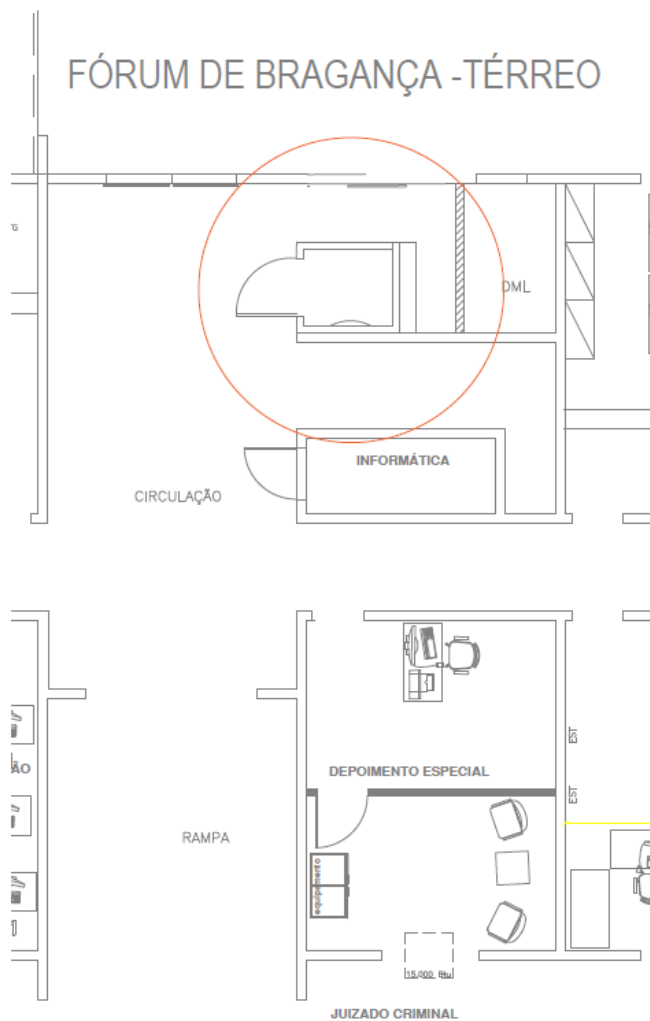 FÓRUM DE BRAGANÇA -TÉRREO
DML
INFORMÁTICA
CIRCULAÇÃO
EST
DEPOIMENTO ESPECIAL
ÃO
EST
RAMPA
equipamento
15.000 Btu
JUIZADO CRIMINAL